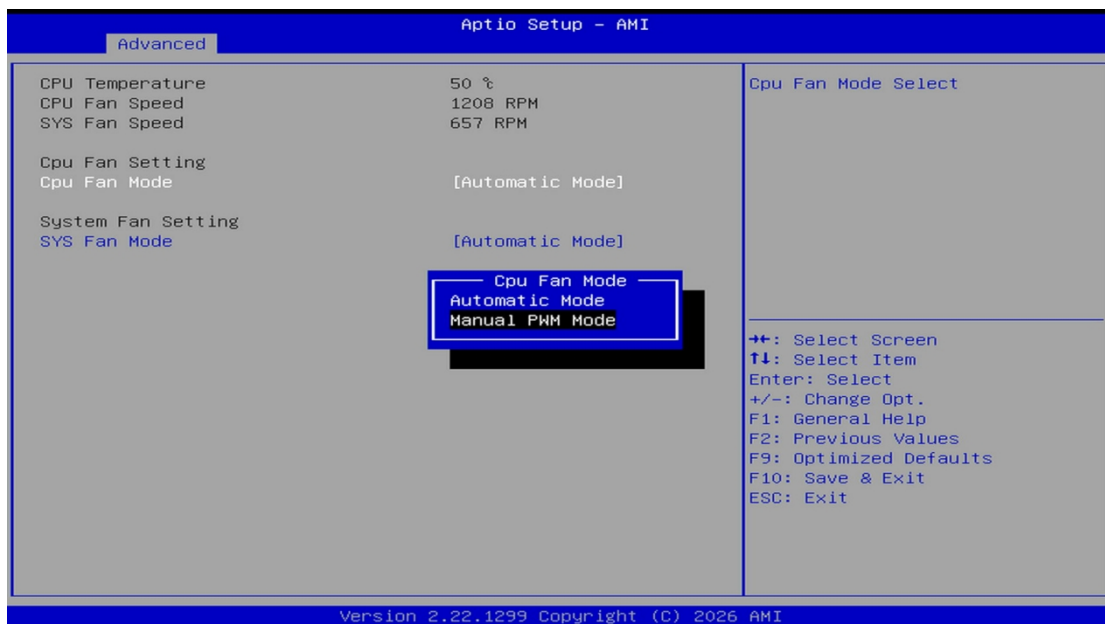 Aptio Setup – AMI
Advanced
CPU Temperature 50 ℃
CPU Fan Speed 1208 RPM
SYS Fan Speed 657 RPM
Cpu Fan Setting
Cpu Fan Mode [Automatic Mode]
System Fan Setting
SYS Fan Mode [Automatic Mode]
Cpu Fan Mode
Automatic Mode
Manual PWM Mode
Cpu Fan Mode Select
→←: Select Screen
↑↓: Select Item
Enter: Select
+/-: Change Opt.
F1: General Help
F2: Previous Values
F9: Optimized Defaults
F10: Save & Exit
ESC: Exit
Version 2.22.1299 Copyright (C) 2026 AMI